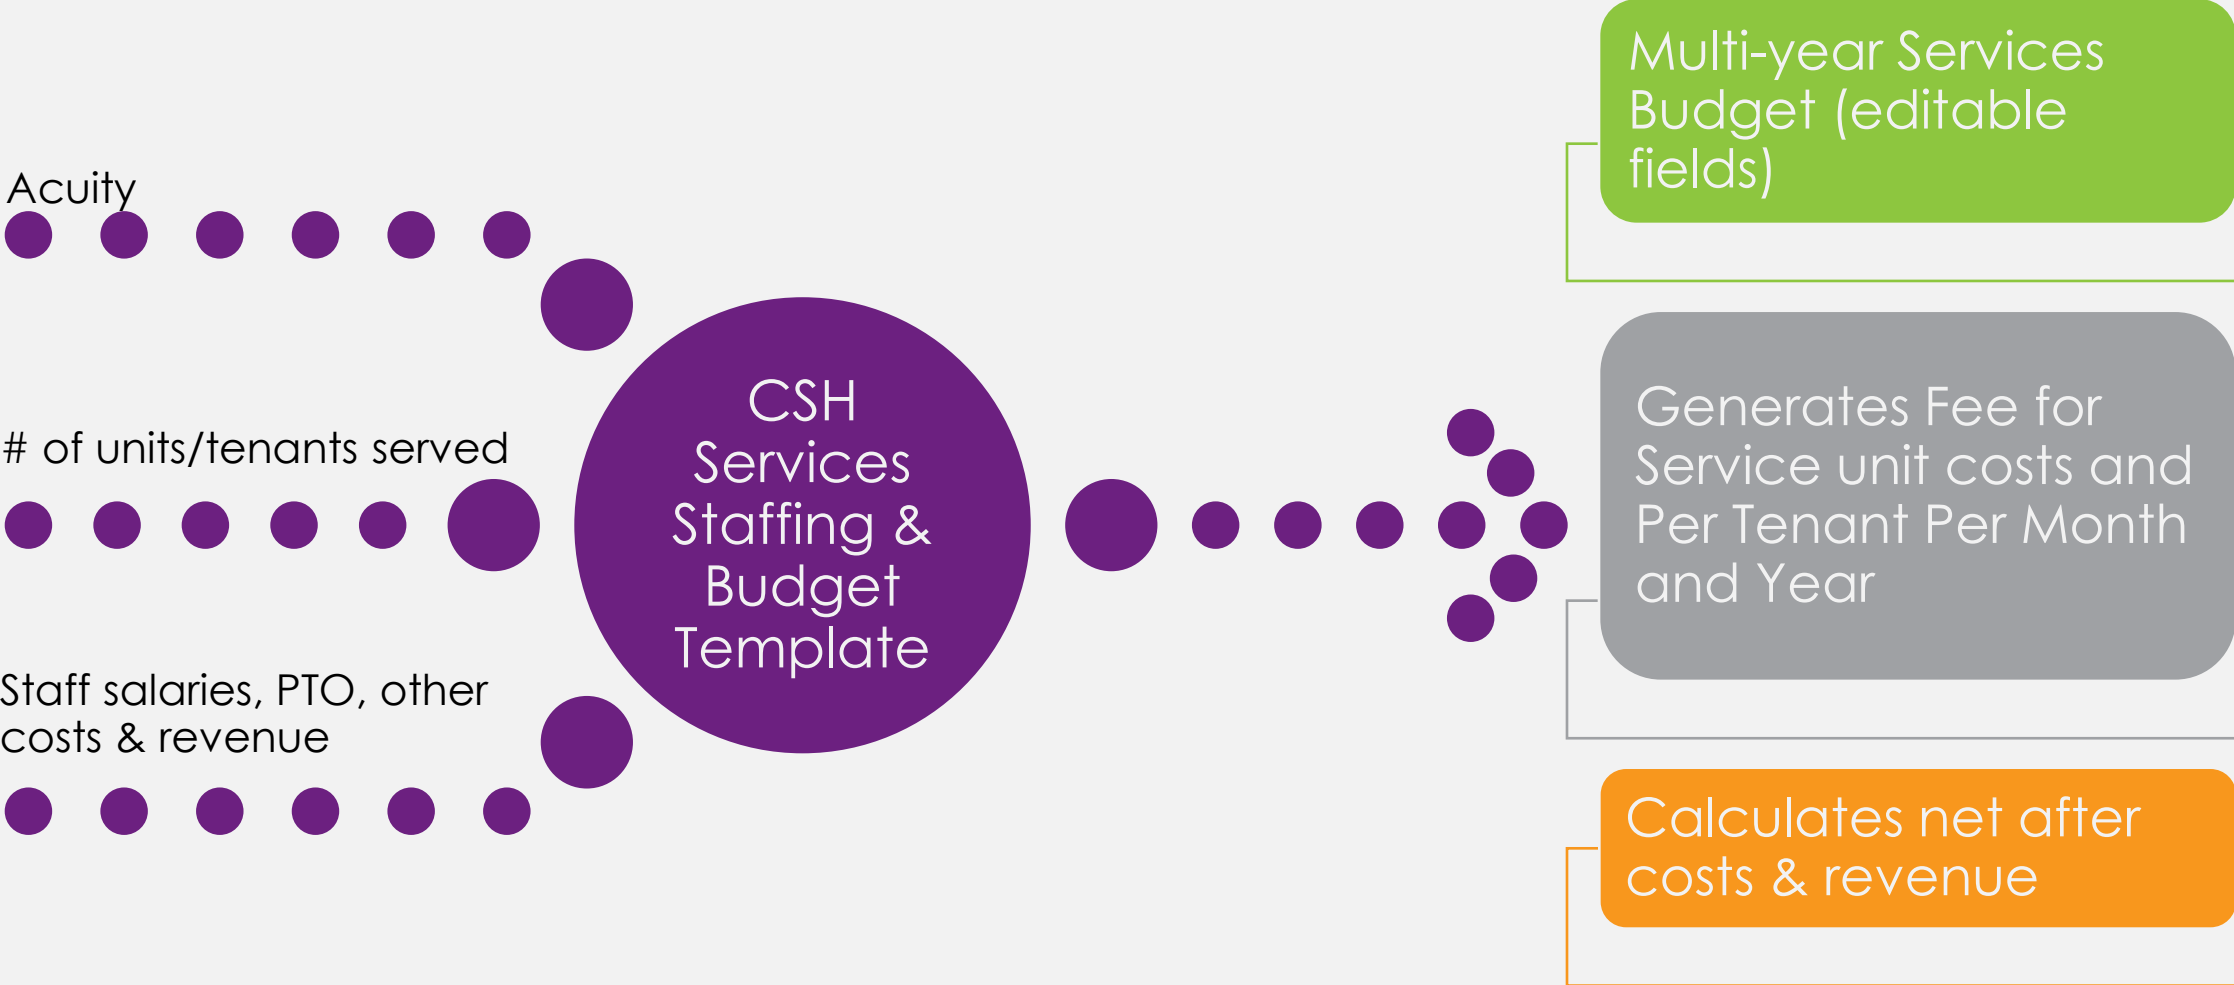 Acuity
# of units/tenants served
Staff salaries, PTO, other
costs & revenue
CSH
Services
Staffing &
Budget
Template
Multi-year Services
Budget (editable
fields)
Generates Fee for
Service unit costs and
Per Tenant Per Month
and Year
Calculates net after
costs & revenue